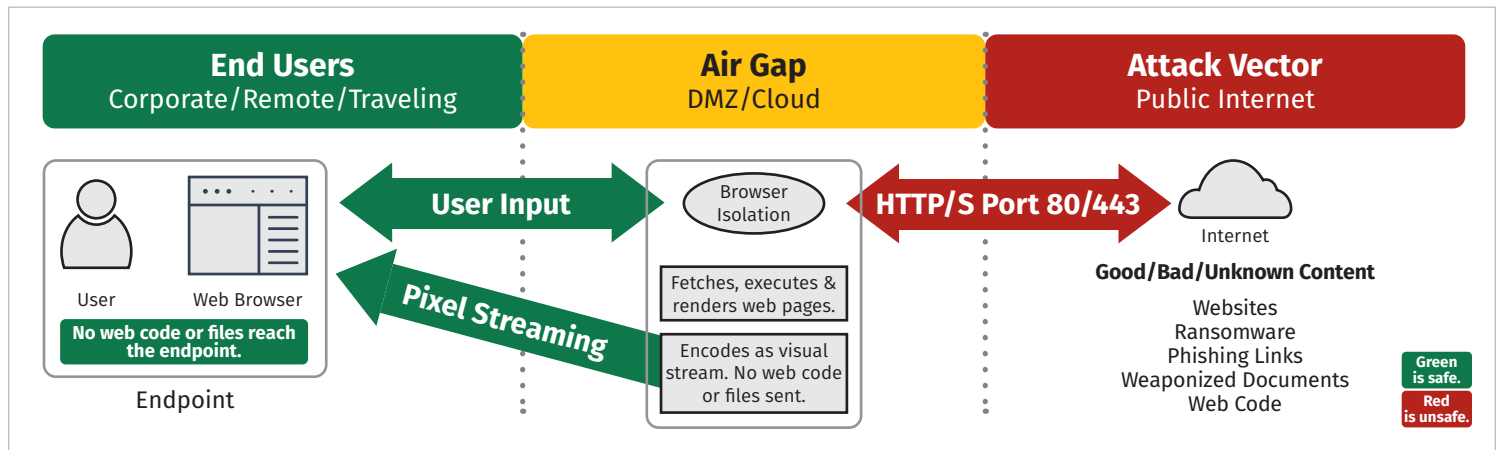 End Users
Corporate/Remote/Traveling
Air Gap
DMZ/Cloud
Attack Vector
Public Internet
User
Web Browser
No web code or files reach
the endpoint.
Endpoint
User Input
Pixel Streaming
Browser
Isolation
Fetches, executes &
renders web pages.
Encodes as visual
stream. No web code
or files sent.
HTTP/S Port 80/443
Internet
Good/Bad/Unknown Content
Websites
Ransomware
Phishing Links
Weaponized Documents
Web Code
Green
is safe.
Red
is unsafe.